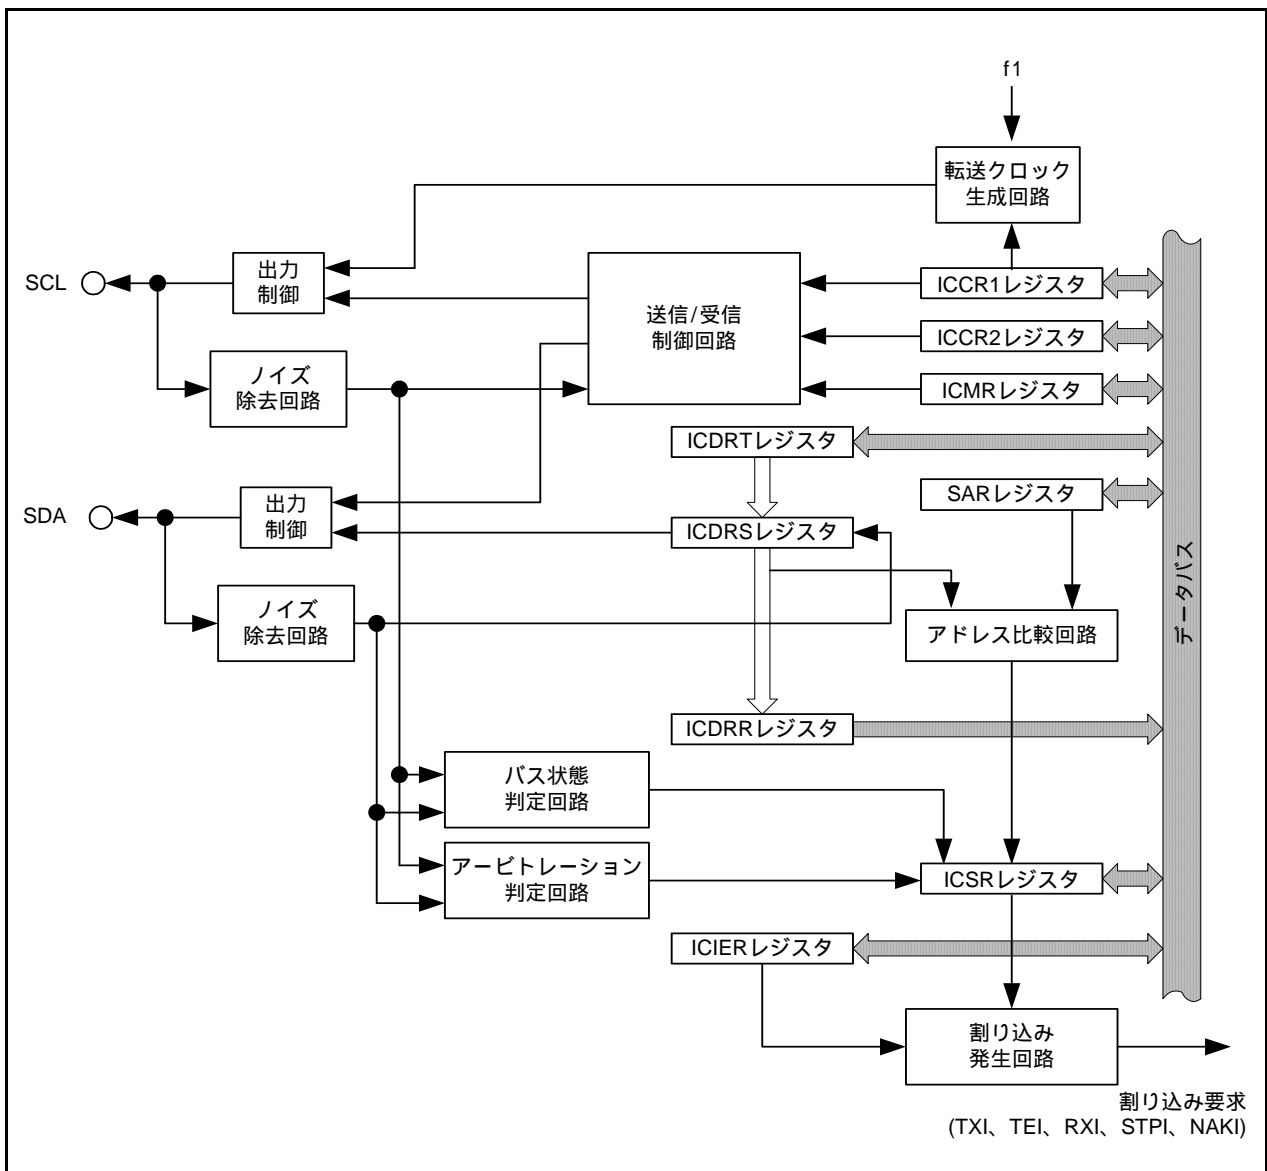 f1
転送クロック
生成回路
SCL
出力
制御
送信/受信
制御回路
ICCR1レジスタ
ICCR2レジスタ
ノイズ
除去回路
ICMRレジスタ
ICDRTレジスタ
SARレジスタ
SDA
出力
制御
ICDRSレジスタ
データバス
ノイズ
除去回路
アドレス比較回路
ICDRRレジスタ
バス状態
判定回路
アービトレーション
判定回路
ICSRレジスタ
ICIERレジスタ
割り込み
発生回路
割り込み要求
(TXI、TEI、RXI、STPI、NAKI)